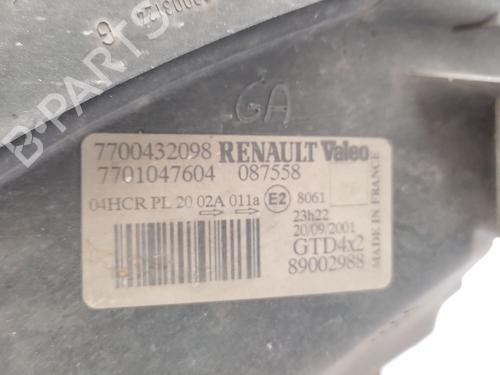 GA
7700432098 RENAULT Valeo
7701047604 087558
04HCR PL 20 02A 011a E2 8061
23h22
20/09/2001
GTD4x2
89002988
MADE IN FRANCE
B-PARTS